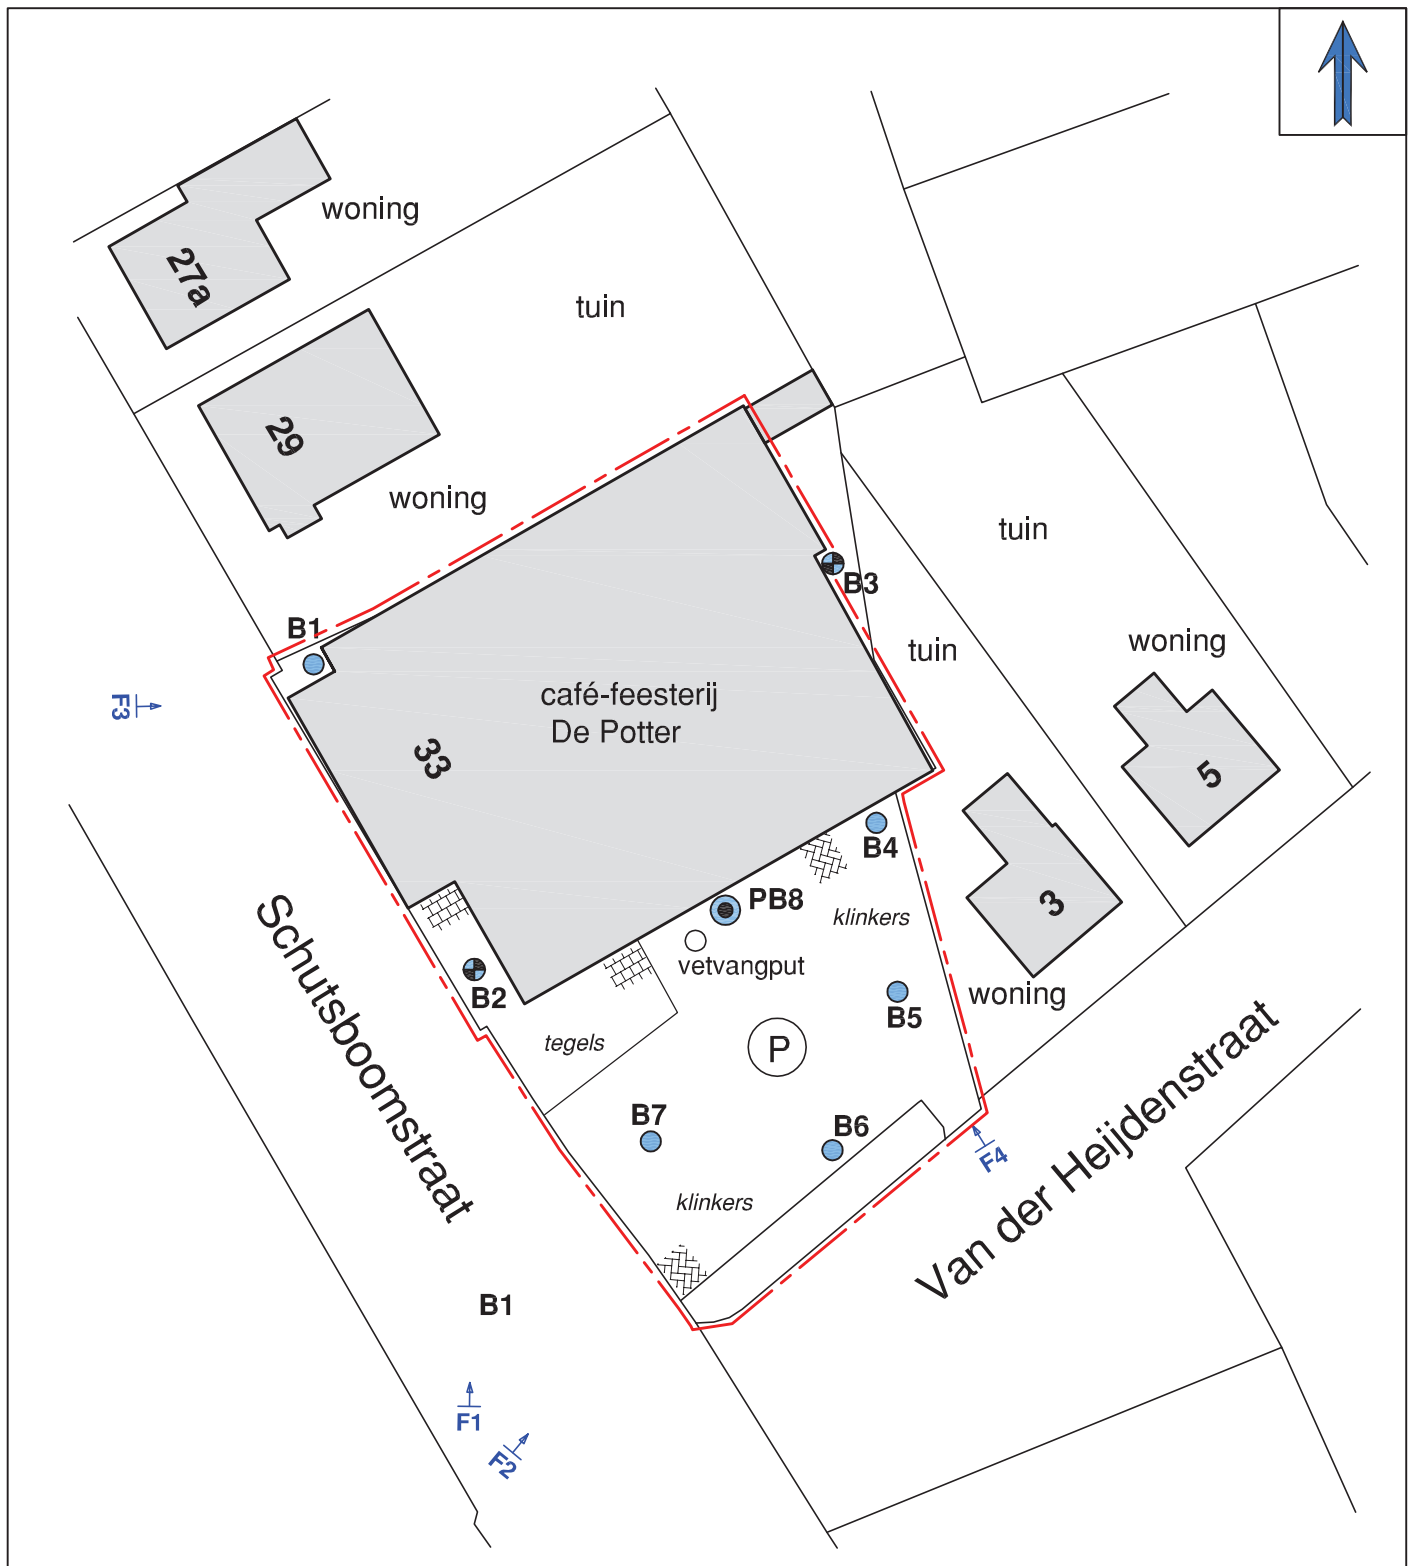 woning
27a
tuin
29
woning
tuin
B3
B1
woning
tuin
F3
café-feesterij
De Potter
33
5
B4
PB8
3
klinkers
vetvangput
Schutsboomstraat
B2
woning
B5
tegels
P
B7
B6
F4
Van der Heijdenstraat
klinkers
B1
F1
F2